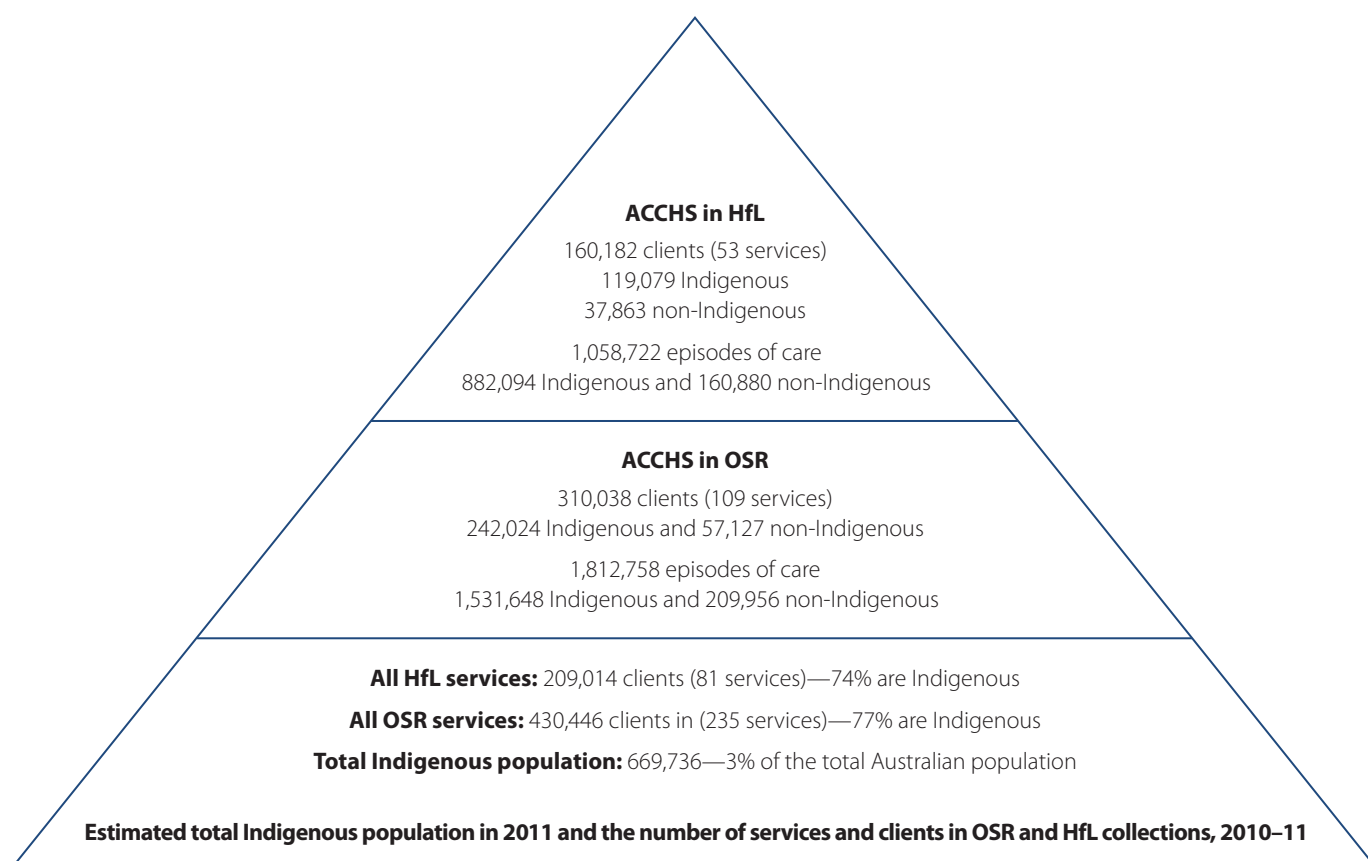 ACCHS in HfL
160,182 clients (53 services)
119,079 Indigenous
37,863 non-Indigenous
1,058,722 episodes of care
882,094 Indigenous and 160,880 non-Indigenous
ACCHS in OSR
310,038 clients (109 services)
242,024 Indigenous and 57,127 non-Indigenous
1,812,758 episodes of care
1,531,648 Indigenous and 209,956 non-Indigenous
All HfL services: 209,014 clients (81 services)—74% are Indigenous
All OSR services: 430,446 clients in (235 services)—77% are Indigenous
Total Indigenous population: 669,736—3% of the total Australian population
Estimated total Indigenous population in 2011 and the number of services and clients in OSR and HfL collections, 2010–11